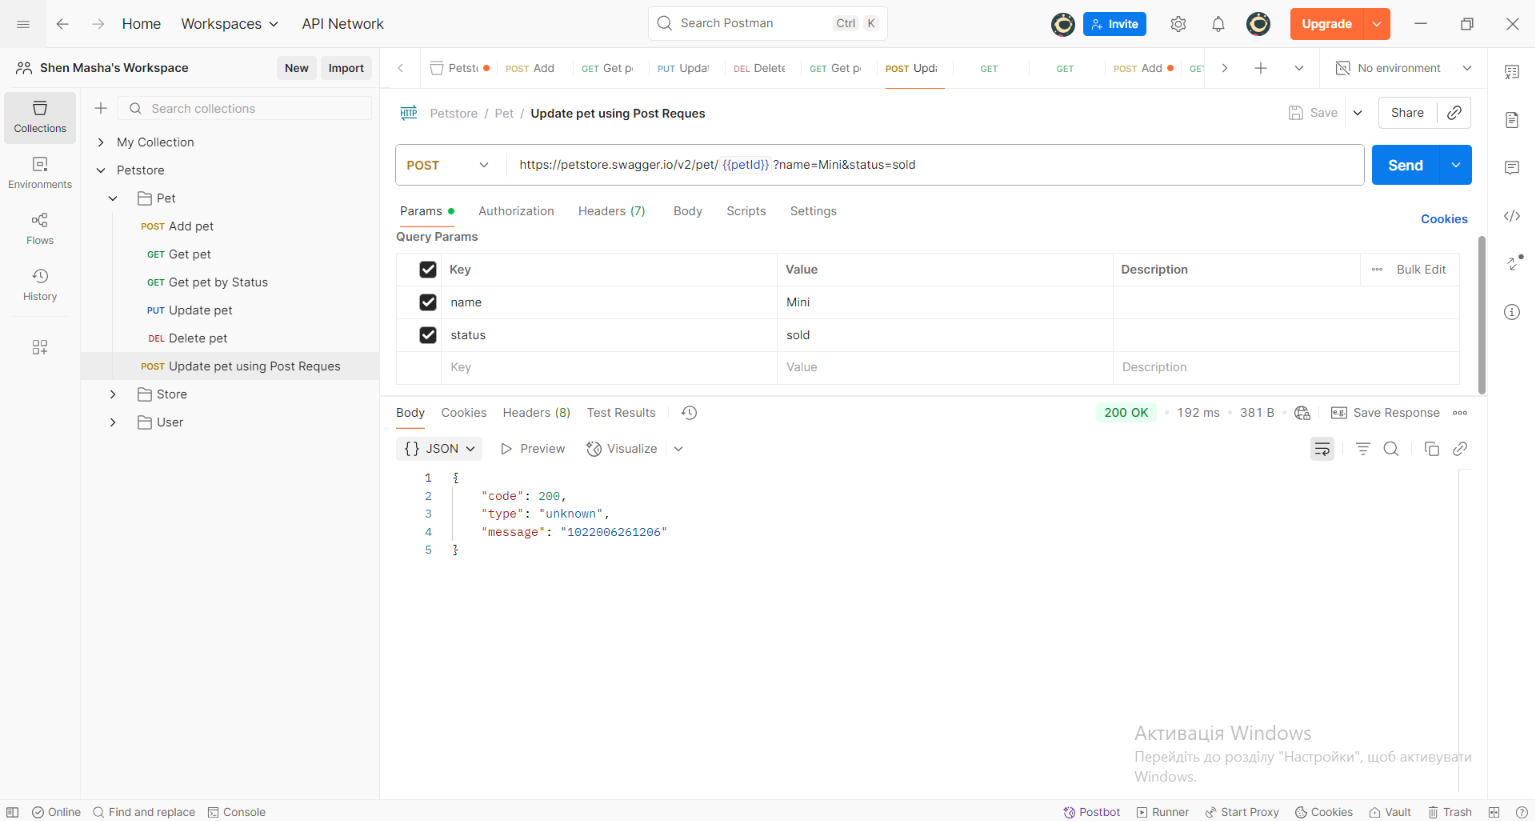 Home Workspaces API Network Search Postman Ctrl K Invite Upgrade
Shen Masha's Workspace New Import Petst POST Add GET Get p PUT Updat DEL Delete GET Get p POST Upda GET GET POST Add GET No environment
Collections
Environments
Flows
History
Search collections
My Collection
Petstore
Pet
POST Add pet
GET Get pet
GET Get pet by Status
PUT Update pet
DEL Delete pet
POST Update pet using Post Reques
Store
User
HTTP Petstore / Pet / Update pet using Post Reques Save Share
POST https://petstore.swagger.io/v2/pet/{{petId}}?name=Mini&status=sold Send
Params Authorization Headers (7) Body Scripts Settings Cookies
Query Params
Key Value Description Bulk Edit
name Mini
status sold
Key Value Description
Body Cookies Headers (8) Test Results 200 OK 192 ms 381 B e.g. Save Response
{} JSON Preview Visualize
1 {
2 "code": 200,
3 "type": "unknown",
4 "message": "1022006261206"
5 }
Активація Windows
Перейдіть до розділу "Настройки", щоб активувати
Windows.
Online Find and replace Console Postbot Runner Start Proxy Cookies Vault Trash